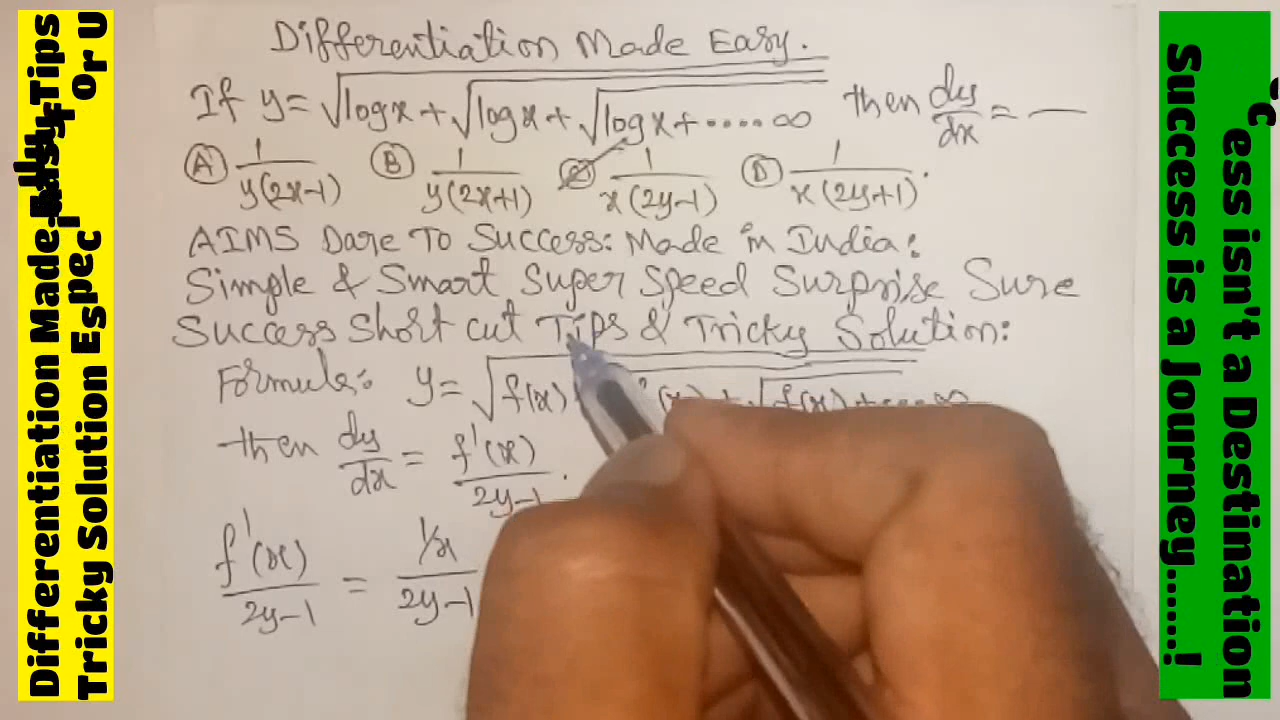 Differentiation Made Easy.
If y = √log x + √log x + √log x + ..... ∞ then dy/dx = —
(A) 1/y(2x-1) (B) 1/y(2x+1) (C) 1/x(2y-1) (D) 1/x(2y+1).
AIMS Dare To Success: Made in India:
Simple & Smart Super Speed Surprise Sure
Success Short cut Tips & Tricky Solution:
Formula: y = √f(x)
then dy/dx = f'(x)/2y-1.
f'(x)/2y-1 = 1/x/2y-1
Differentiation Made Tips
Tricky Solution Espec Or U
ess isn't a Destination
Success is a Journey.......!